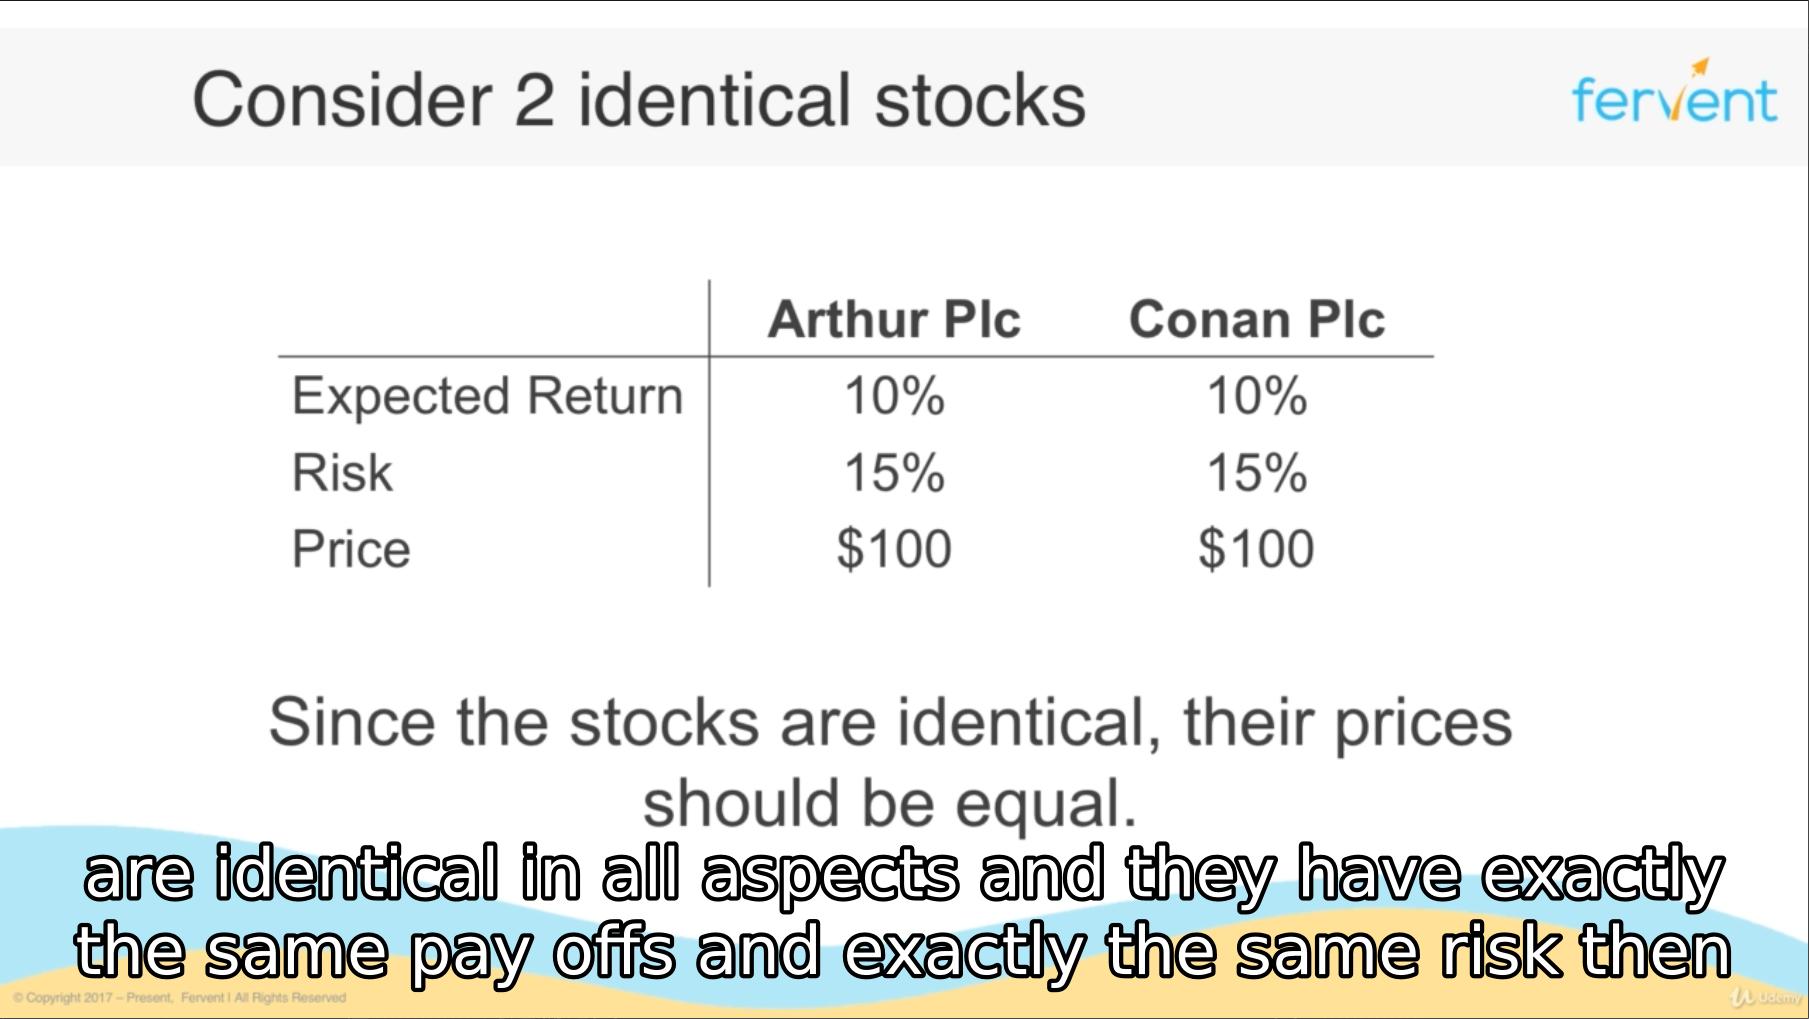 Consider 2 identical stocks
fervent
Arthur Plc Conan Plc
Expected Return 10% 10%
Risk 15% 15%
Price $100 $100
Since the stocks are identical, their prices
should be equal.
are identical in all aspects and they have exactly
the same pay offs and exactly the same risk then
© Copyright 2017 – Present, Fervent | All Rights Reserved
Udemy